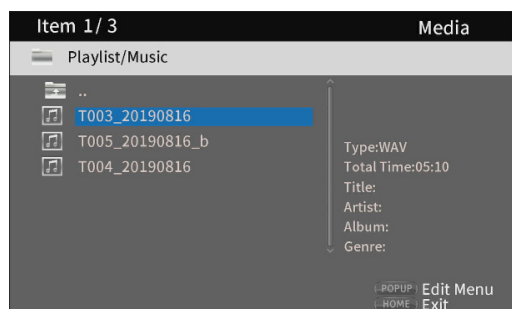 Item 1/3
Media
Playlist/Music
..
T003_20190816
T005_20190816_b
T004_20190816
Type:WAV
Total Time:05:10
Title:
Artist:
Album:
Genre:
POPUP Edit Menu
HOME Exit